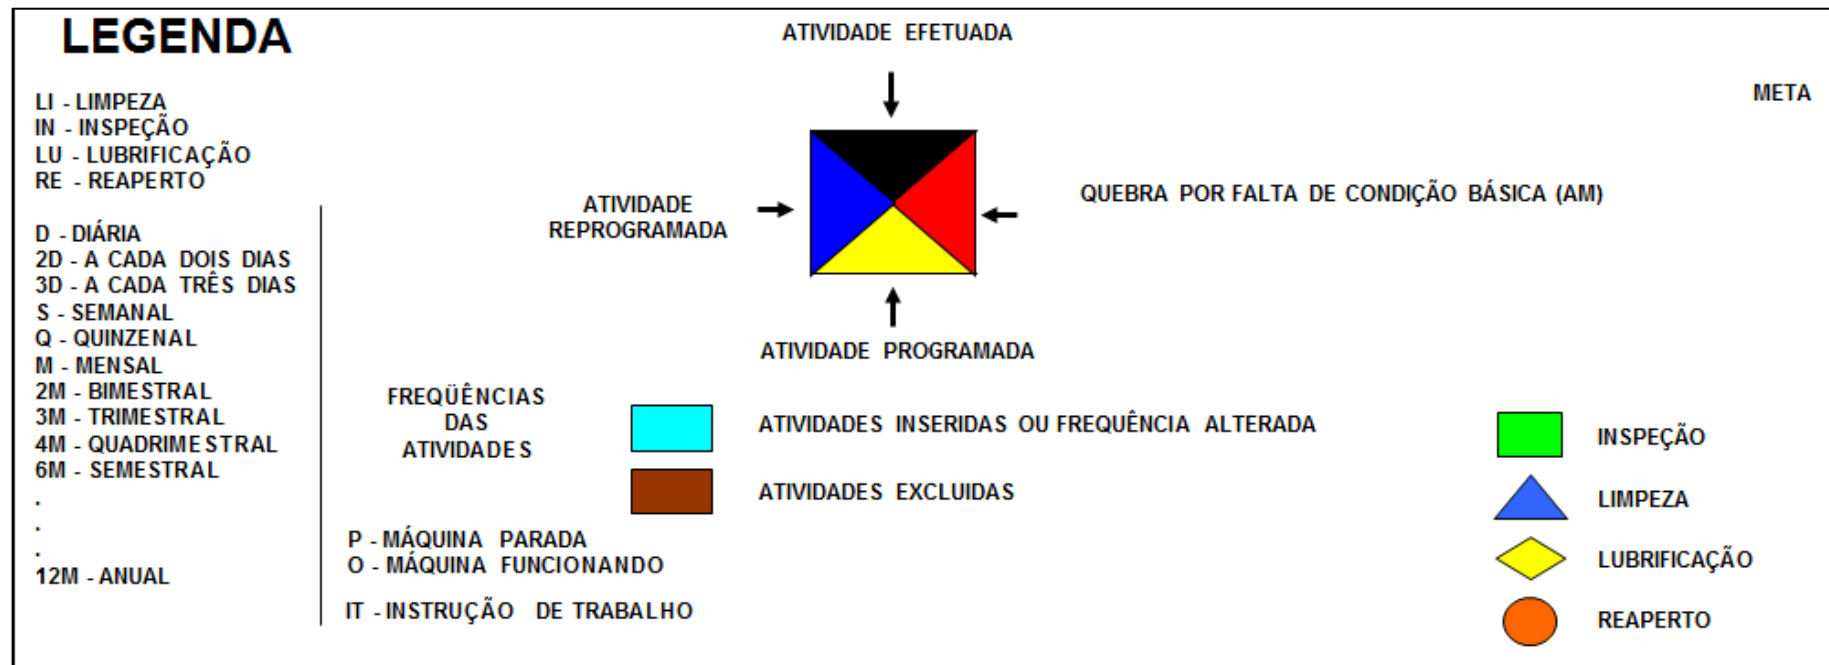 LEGENDA
LI - LIMPEZA
IN - INSPEÇÃO
LU - LUBRIFICAÇÃO
RE - REAPERTO
D - DIÁRIA
2D - A CADA DOIS DIAS
3D - A CADA TRÊS DIAS
S - SEMANAL
Q - QUINZENAL
M - MENSAL
2M - BIMESTRAL
3M - TRIMESTRAL
4M - QUADRIMESTRAL
6M - SEMESTRAL
.
.
.
12M - ANUAL
ATIVIDADE EFETUADA
META
ATIVIDADE
REPROGRAMADA
QUEBRA POR FALTA DE CONDIÇÃO BÁSICA (AM)
ATIVIDADE PROGRAMADA
FREQÜÊNCIAS
DAS
ATIVIDADES
ATIVIDADES INSERIDAS OU FREQUÊNCIA ALTERADA
ATIVIDADES EXCLUIDAS
P - MÁQUINA PARADA
O - MÁQUINA FUNCIONANDO
IT - INSTRUÇÃO DE TRABALHO
INSPEÇÃO
LIMPEZA
LUBRIFICAÇÃO
REAPERTO